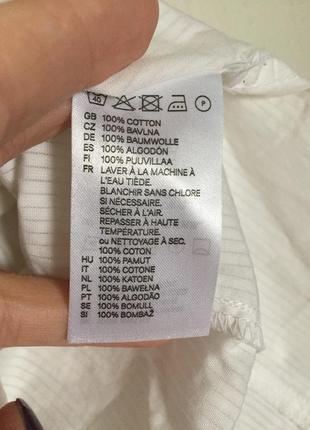 40 P
GB 100% COTTON
CZ 100% BAVLNA
DE 100% BAUMWOLLE
ES 100% ALGODÓN
FI 100% PUUVILLAA
FR LAVER À LA MACHINE À
L'EAU TIÈDE.
BLANCHIR SANS CHLORE
SI NÉCESSAIRE.
SÉCHER À L'AIR.
REPASSER À HAUTE
TEMPÉRATURE.
ou NETTOYAGE À SEC.
100% COTON
HU 100% PAMUT
IT 100% COTONE
NL 100% KATOEN
PL 100% BAWEŁNA
PT 100% ALGODÃO
SE 100% BOMULL
SI 100% BOMBAŽ